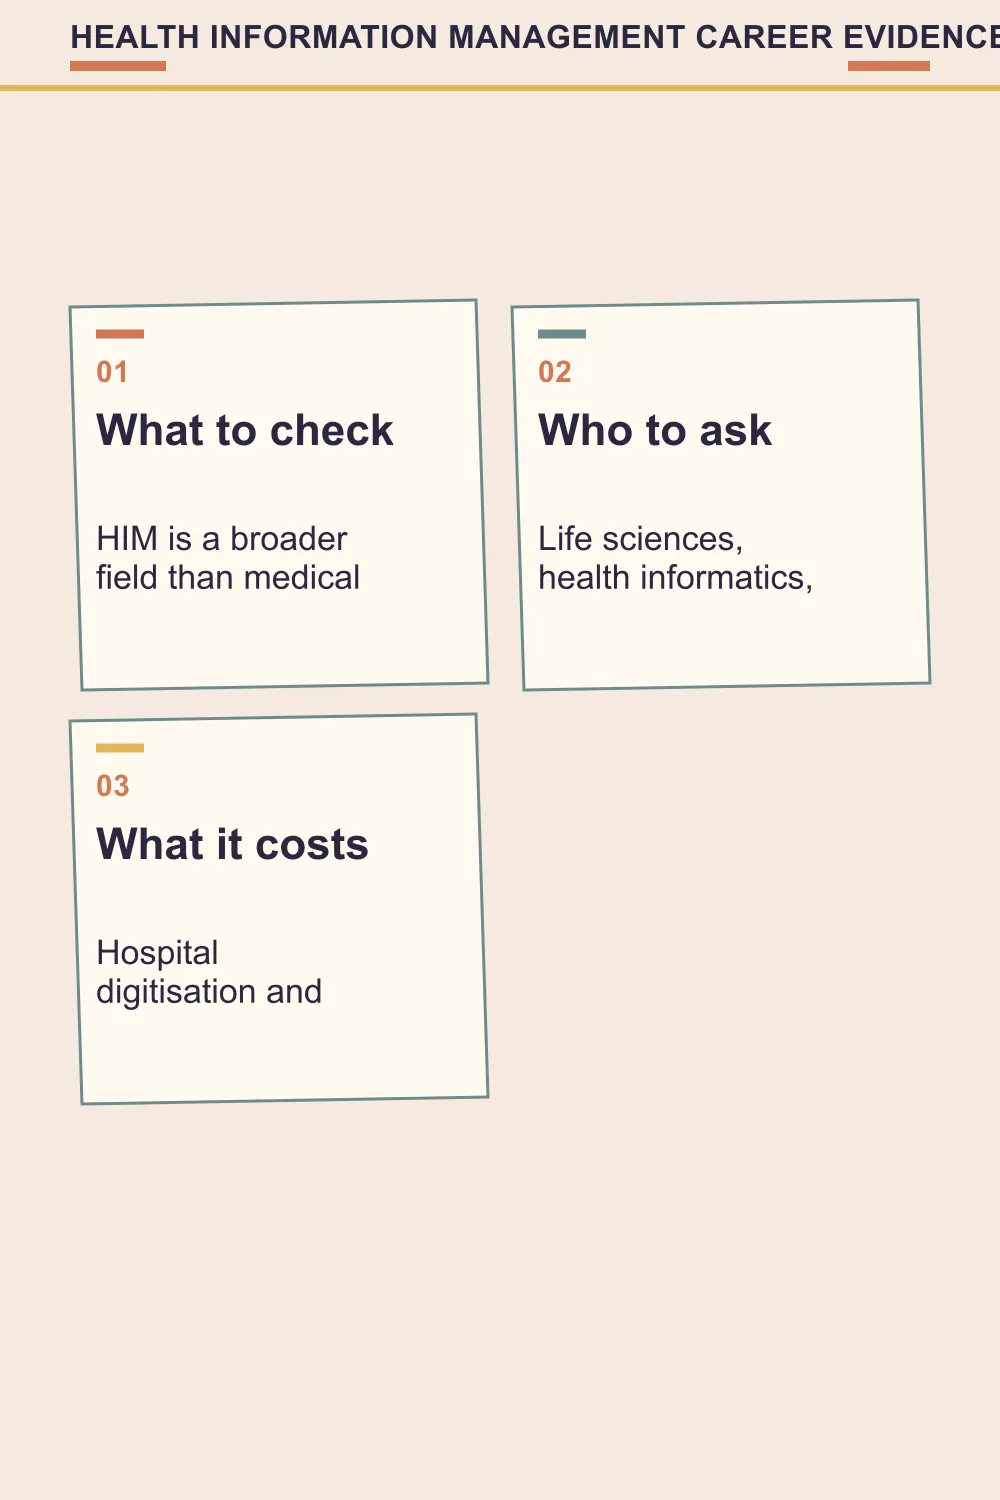 HEALTH INFORMATION MANAGEMENT CAREER EVIDENCE
01
What to check
HIM is a broader
field than medical
02
Who to ask
Life sciences,
health informatics,
03
What it costs
Hospital
digitisation and